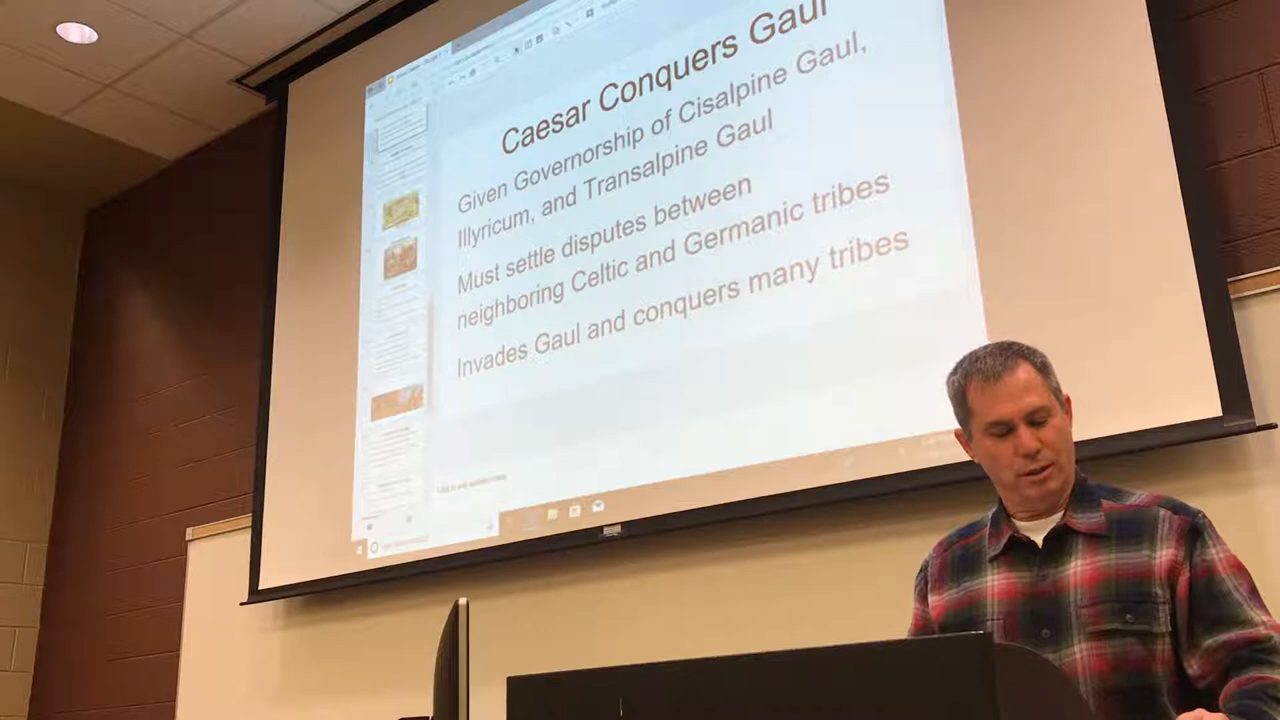 Caesar Conquers Gaul
Given Governorship of Cisalpine Gaul,
Illyricum, and Transalpine Gaul
Must settle disputes between
neighboring Celtic and Germanic tribes
Invades Gaul and conquers many tribes